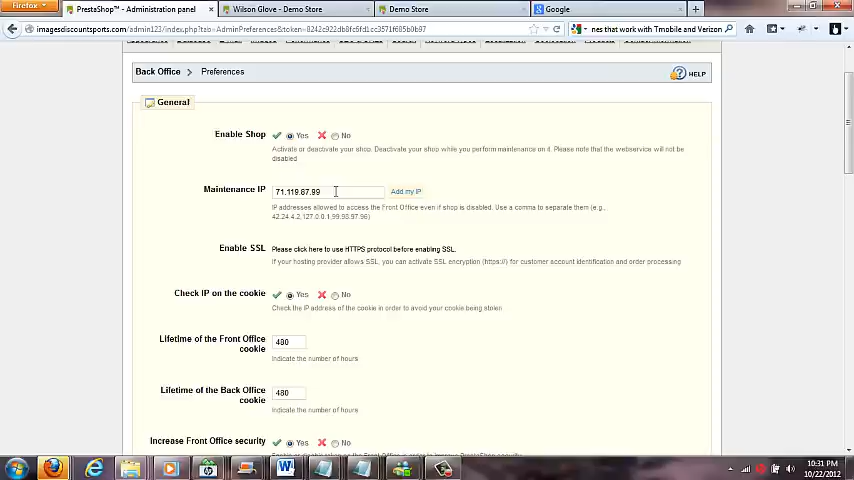 Firefox
PrestaShop™ - Administration panel
Wilson Glove - Demo Store
Demo Store
Google
imagesdiscountsports.com/admin123/index.php?tab=AdminPreferences&token=8242c922db8fc5fd1cc3571f685b0b97
nes that work with Tmobile and Verizon
Back Office > Preferences
HELP
General
Enable Shop Yes No
Activate or deactivate your shop. Deactivate your shop while you perform maintenance on it. Please note that the webservice will not be
disabled
Maintenance IP 71.119.87.99 Add my IP
IP addresses allowed to access the Front Office even if shop is disabled. Use a comma to separate them (e.g.,
42.24.4.2,127.0.0.1,99.98.97.96)
Enable SSL Please click here to use HTTPS protocol before enabling SSL.
If your hosting provider allows SSL, you can activate SSL encryption (https://) for customer account identification and order processing
Check IP on the cookie Yes No
Check the IP address of the cookie in order to avoid your cookie being stolen
Lifetime of the Front Office
cookie
480
Indicate the number of hours
Lifetime of the Back Office
cookie
480
Indicate the number of hours
Increase Front Office security Yes No
10:31 PM
10/22/2012